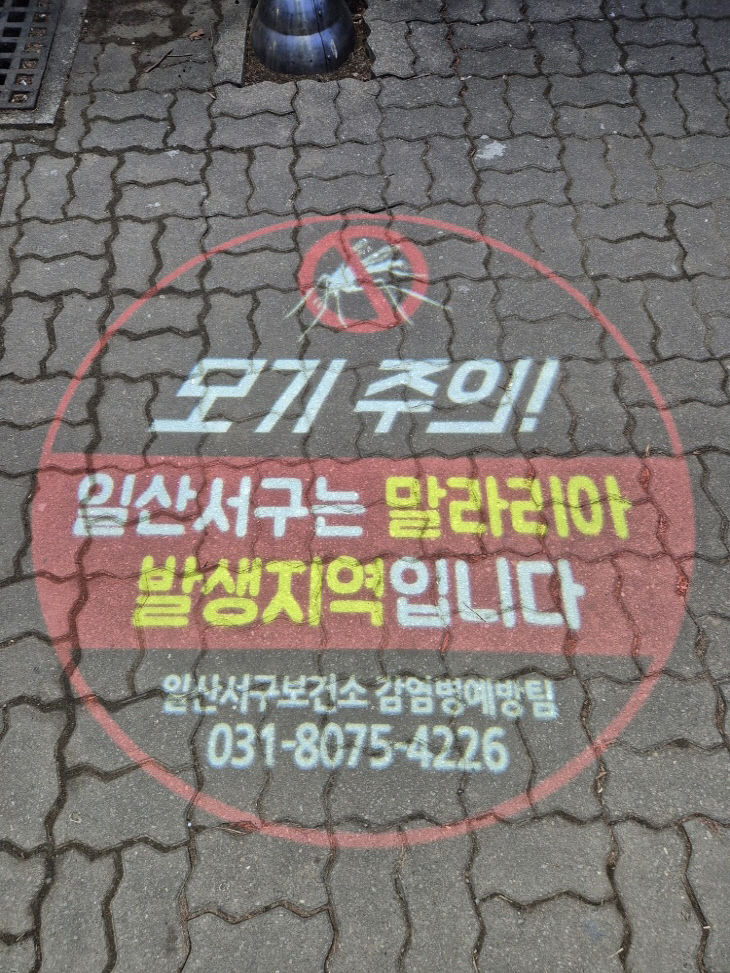 모기 주의!
일산서구는 말라리아
발생지역입니다
일산서구보건소 감염병예방팀
031-8075-4226